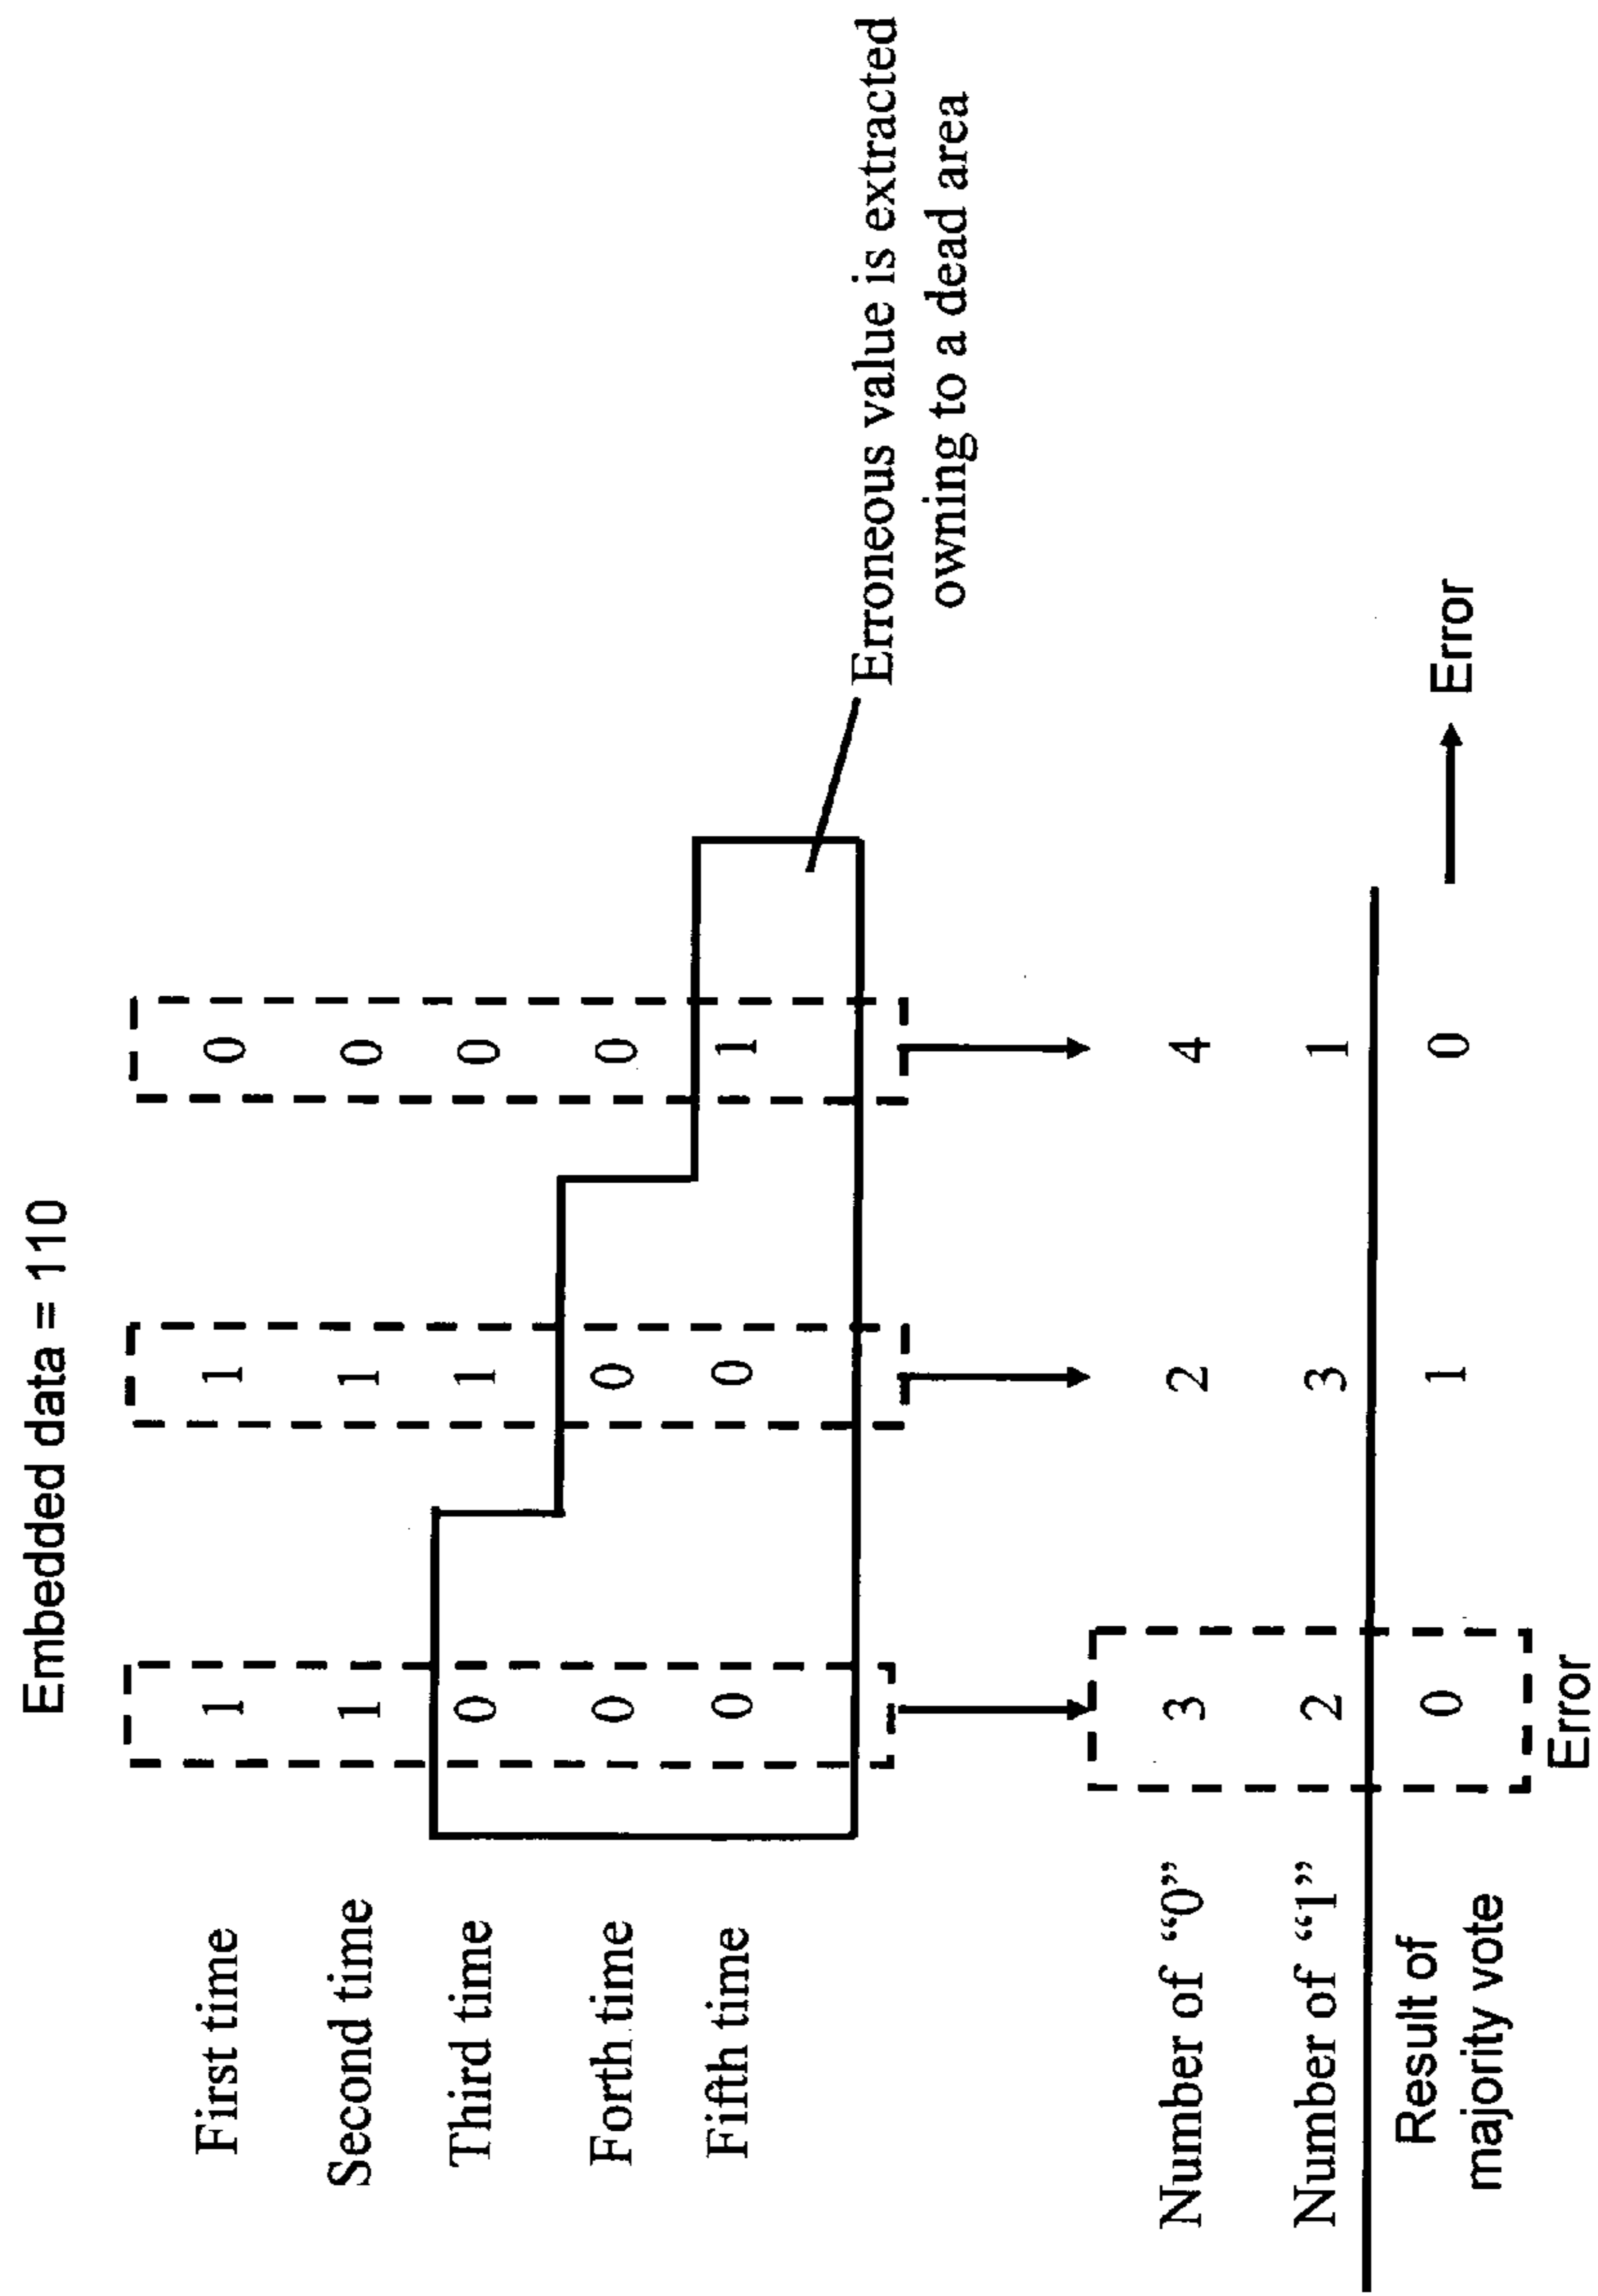 Embedded data = 110
First time 1 1 0
Second time 1 1 0
Third time 0 1 0
Forth time 0 0 0
Fifth time 0 0 1
Erroneous value is extracted
owning to a dead area
Number of “0” 3 2 4
Number of “1” 2 3 1
Result of
majority vote 0 1 0 Error
Error